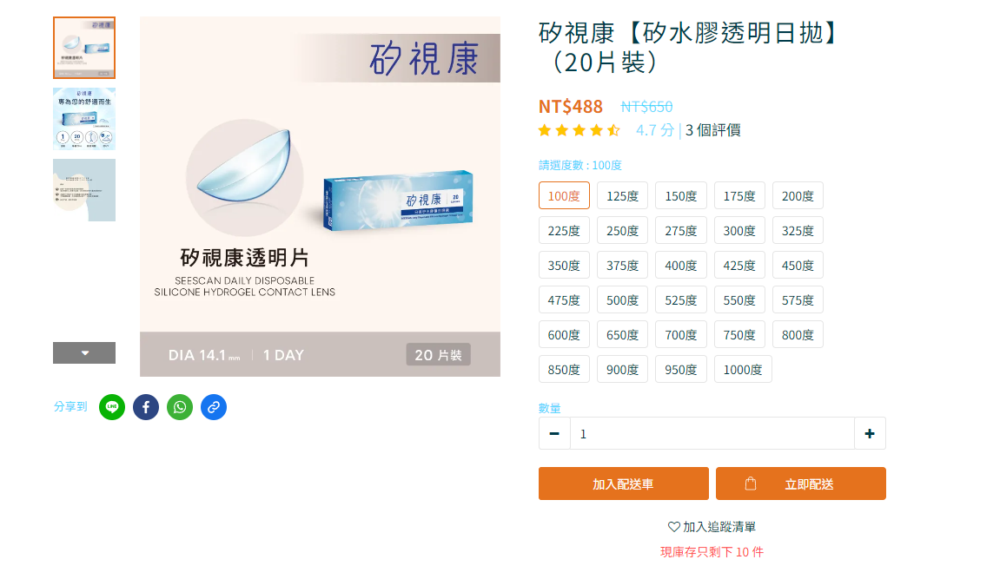 矽視康
專為您的舒適而生
矽視康
矽視康
20
矽視康透明片
SEESCAN DAILY DISPOSABLE
SILICONE HYDROGEL CONTACT LENS
DIA 14.1 mm | 1 DAY
20 片裝
分享到
矽視康【矽水膠透明日拋】
（20片裝）
NT$488 NT$650
4.7 分 | 3 個評價
請選度數 : 100度
100度 125度 150度 175度 200度
225度 250度 275度 300度 325度
350度 375度 400度 425度 450度
475度 500度 525度 550度 575度
600度 650度 700度 750度 800度
850度 900度 950度 1000度
數量
1
加入配送車 立即配送
加入追蹤清單
現庫存只剩下 10 件